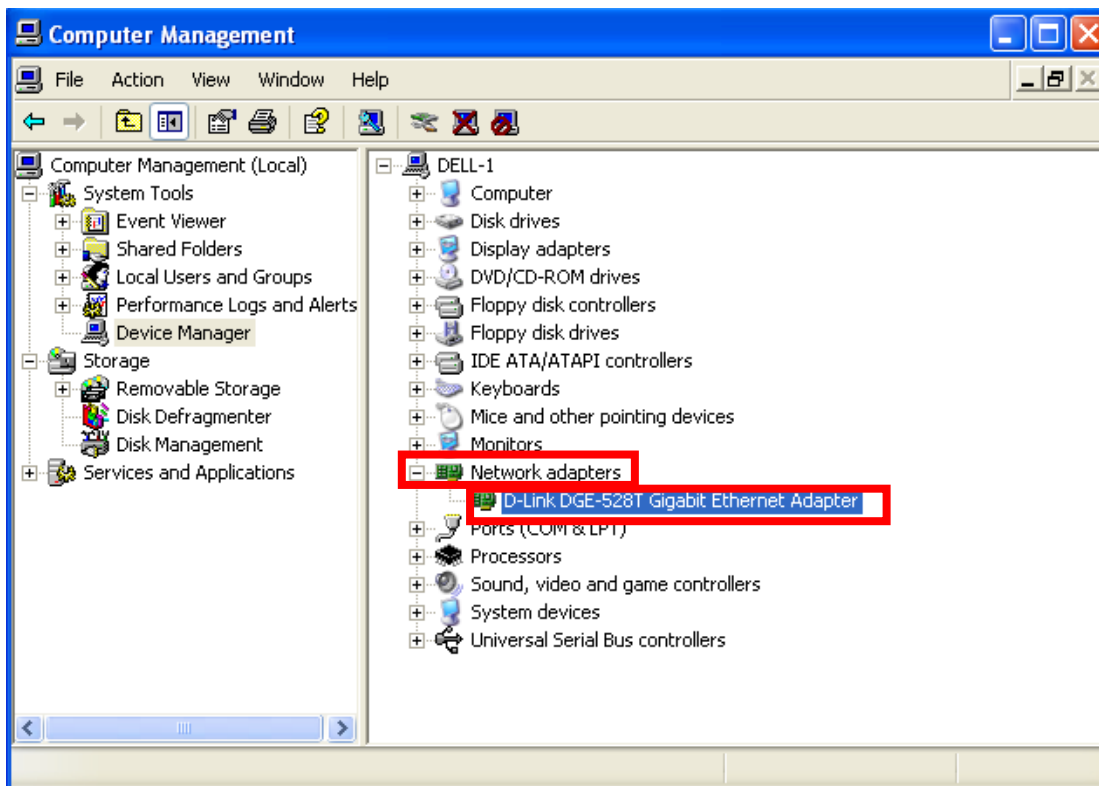 Computer Management
File Action View Window Help
Computer Management (Local)
System Tools
Event Viewer
Shared Folders
Local Users and Groups
Performance Logs and Alerts
Device Manager
Storage
Removable Storage
Disk Defragmenter
Disk Management
Services and Applications
DELL-1
Computer
Disk drives
Display adapters
DVD/CD-ROM drives
Floppy disk controllers
Floppy disk drives
IDE ATA/ATAPI controllers
Keyboards
Mice and other pointing devices
Monitors
Network adapters
D-Link DGE-528T Gigabit Ethernet Adapter
Ports (COM & LPT)
Processors
Sound, video and game controllers
System devices
Universal Serial Bus controllers